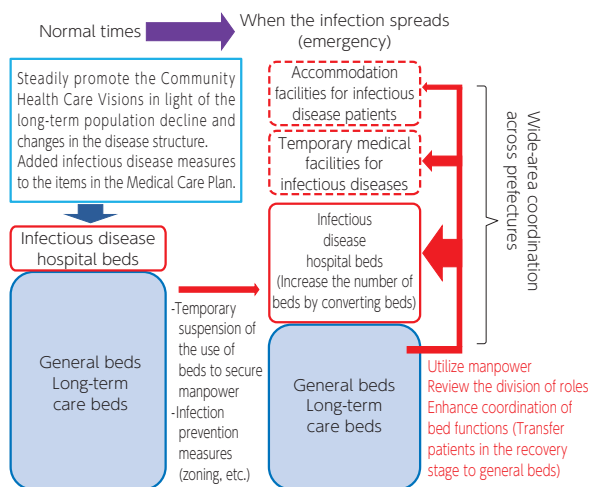 Normal times
When the infection spreads
(emergency)
Steadily promote the Community
Health Care Visions in light of the
long-term population decline and
changes in the disease structure.
Added infectious disease measures
to the items in the Medical Care Plan.
Infectious disease
hospital beds
General beds
Long-term
care beds
-Temporary
suspension of
the use of
beds to secure
manpower
-Infection
prevention
measures
(zoning, etc.)
Accommodation
facilities for infectious
disease patients
Temporary medical
facilities for
infectious diseases
Infectious
disease
hospital beds
(Increase the number of
beds by converting beds)
General beds
Long-term
care beds
Wide-area coordination
across prefectures
Utilize manpower
Review the division of roles
Enhance coordination of
bed functions (Transfer
patients in the recovery
stage to general beds)